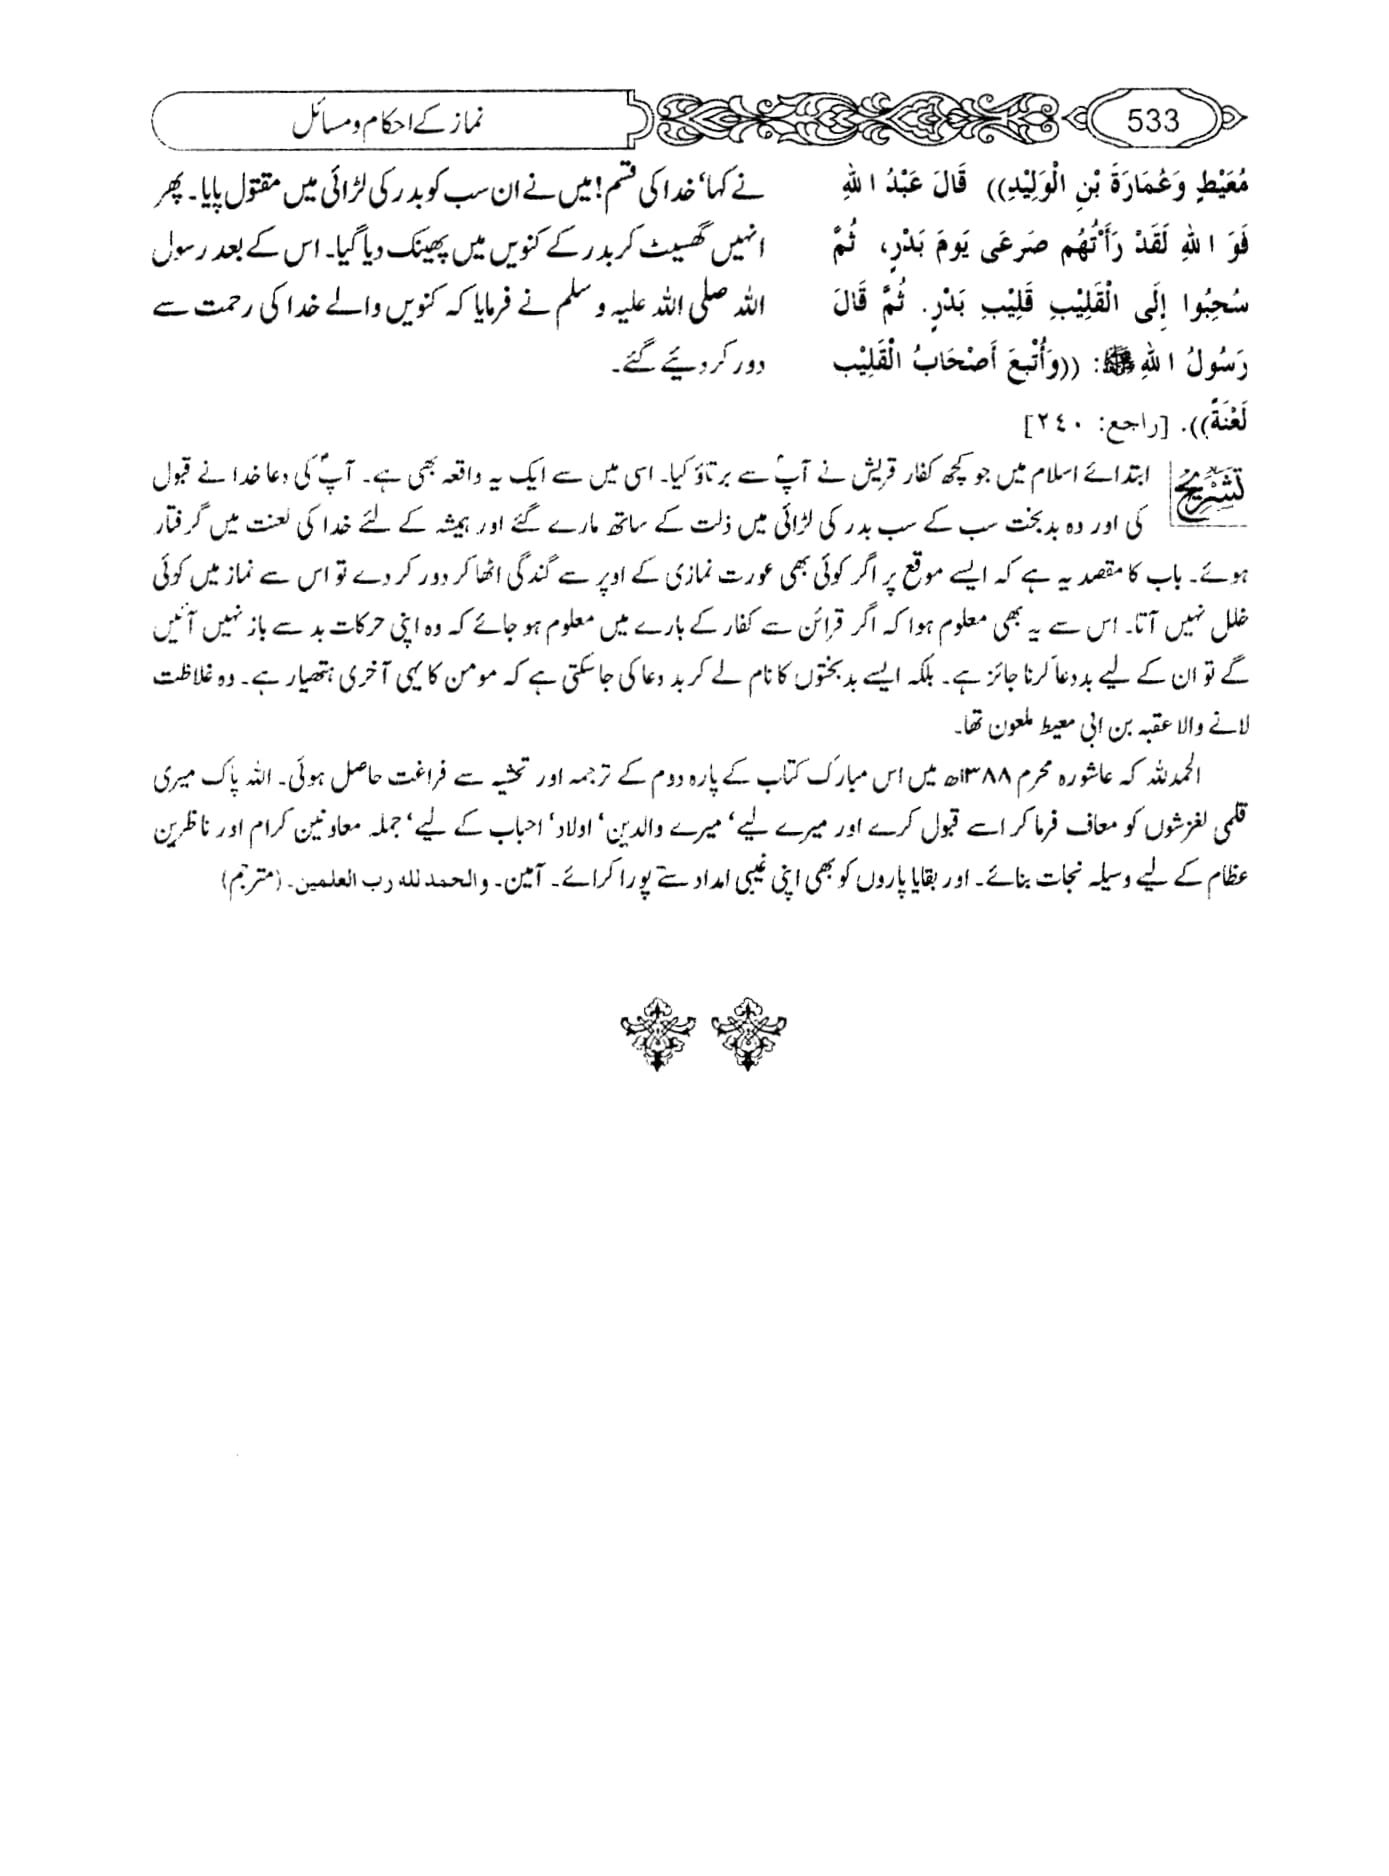 533
نماز کے احکام و مسائل
مُعَيْطٍ وَعُمَارَةَ بْنِ الْوَلِيْدِ)) قَالَ عَبْدُ اللهِ
فَوَ اللهِ لَقَدْ رَأَيْتُهُم صَرعَى يَومَ بَدْرٍ، ثُمَّ
سُحِبُوا إِلَى الْقَلِيْبِ قَلِيْبِ بَدْرٍ. ثُمَّ قَالَ
رَسُولُ اللهِ ﷺ: ((وَأُتْبِعَ أَصْحَابُ الْقَلِيْبِ
لَعْنَةً)). [راجع: ٢٤٠]
نے کہا‘ خدا کی قسم! میں نے ان سب کو بدر کی لڑائی میں مقتول پایا۔ پھر
انہیں گھسیٹ کر بدر کے کنویں میں پھینک دیا گیا۔ اس کے بعد رسول
اللہ صلی اللہ علیہ و سلم نے فرمایا کہ کنویں والے خدا کی رحمت سے
دور کر دیئے گئے۔
تشریح ابتدائے اسلام میں جو کچھ کفار قریش نے آپؐ سے برتاؤ کیا۔ اسی میں سے ایک یہ واقعہ بھی ہے۔ آپؐ کی دعا خدا نے قبول
کی اور وہ بد بخت سب کے سب بدر کی لڑائی میں ذلت کے ساتھ مارے گئے اور ہمیشہ کے لئے خدا کی لعنت میں گرفتار
ہوئے۔ باب کا مقصد یہ ہے کہ ایسے موقع پر اگر کوئی بھی عورت نمازی کے اوپر سے گندگی اٹھا کر دور کر دے تو اس سے نماز میں کوئی
خلل نہیں آتا۔ اس سے یہ بھی معلوم ہوا کہ اگر قرائن سے کفار کے بارے میں معلوم ہو جائے کہ وہ اپنی حرکات بد سے باز نہیں آئیں
گے تو ان کے لیے بد دعا کرنا جائز ہے۔ بلکہ ایسے بدبختوں کا نام لے کر بد دعا کی جا سکتی ہے کہ مومن کا یہی آخری ہتھیار ہے۔ وہ غلاظت
لانے والا عقبہ بن ابی معیط ملعون تھا۔
الحمد للہ کہ عاشورہ محرم ۱۳۸۸ھ میں اس مبارک کتاب کے پارہ دوم کے ترجمہ اور تحشیہ سے فراغت حاصل ہوئی۔ اللہ پاک میری
قلمی لغزشوں کو معاف فرما کر اسے قبول کرے اور میرے لیے‘ میرے والدین‘ اولاد‘ احباب کے لیے‘ جملہ معاونین کرام اور ناظرین
عظام کے لیے وسیلہ نجات بنائے۔ اور بقایا پاروں کو بھی اپنی غیبی امداد سے پورا کرائے۔ آمین۔ والحمد لله رب العلمين۔ (مترجم)